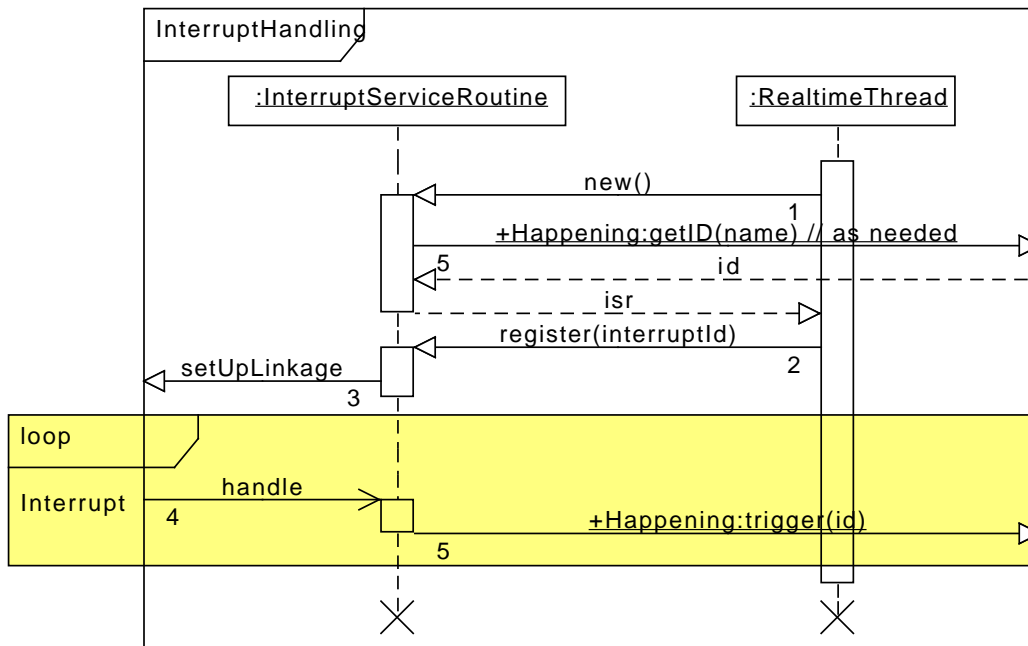 InterruptHandling
:InterruptServiceRoutine
:RealtimeThread
new()
1
+Happening:getID(name) // as needed
5
id
isr
register(interruptId)
2
setUpLinkage
3
loop
Interrupt
handle
4
+Happening:trigger(id)
5